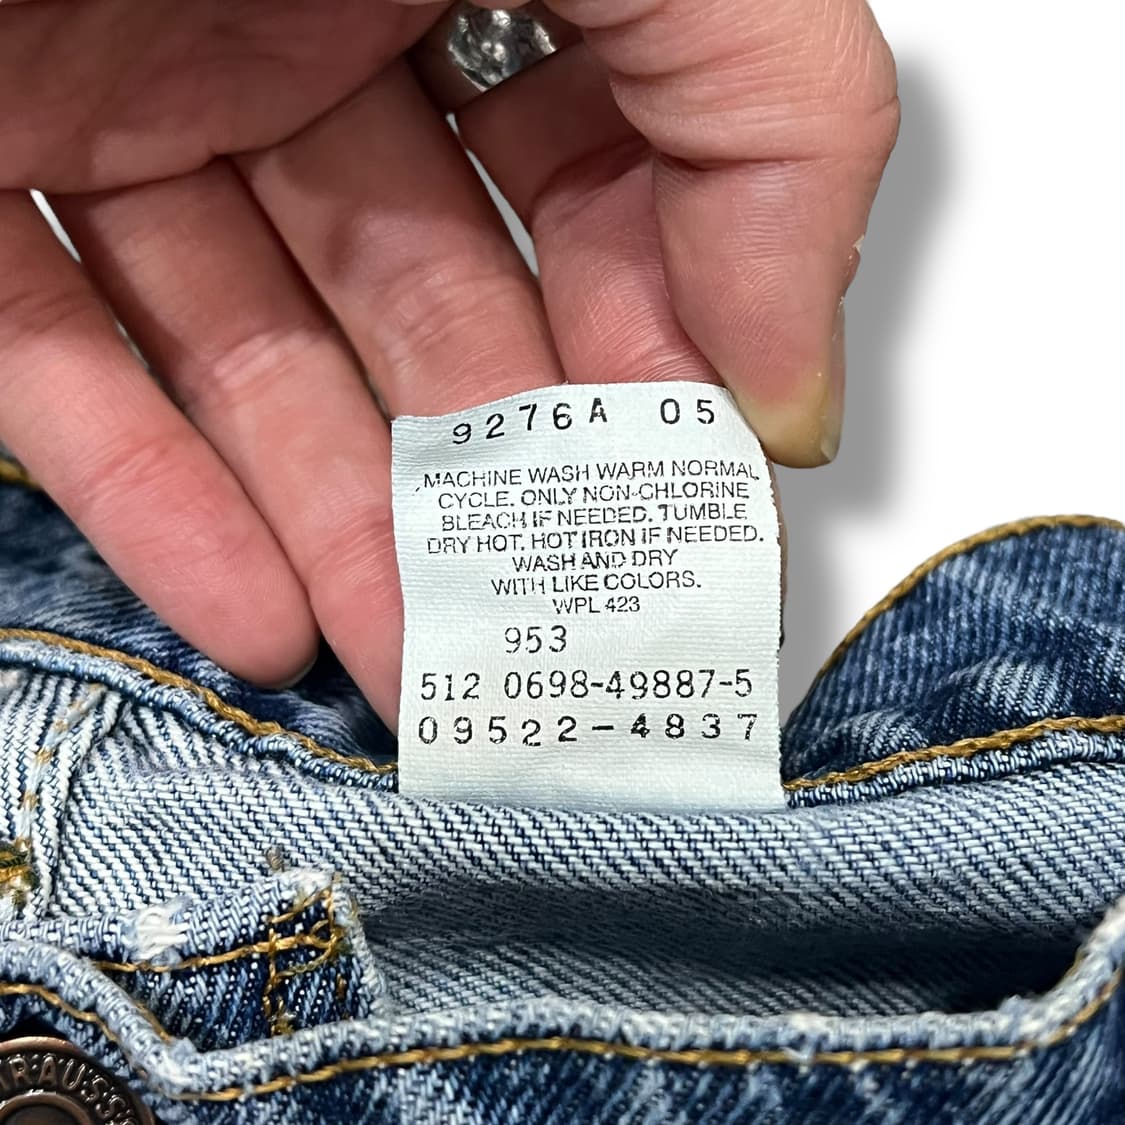 9276A 05
MACHINE WASH WARM NORMAL
CYCLE. ONLY NON-CHLORINE
BLEACH IF NEEDED. TUMBLE
DRY HOT. HOT IRON IF NEEDED.
WASH AND DRY
WITH LIKE COLORS.
WPL 423
953
512 0698-49887-5
09522-4837